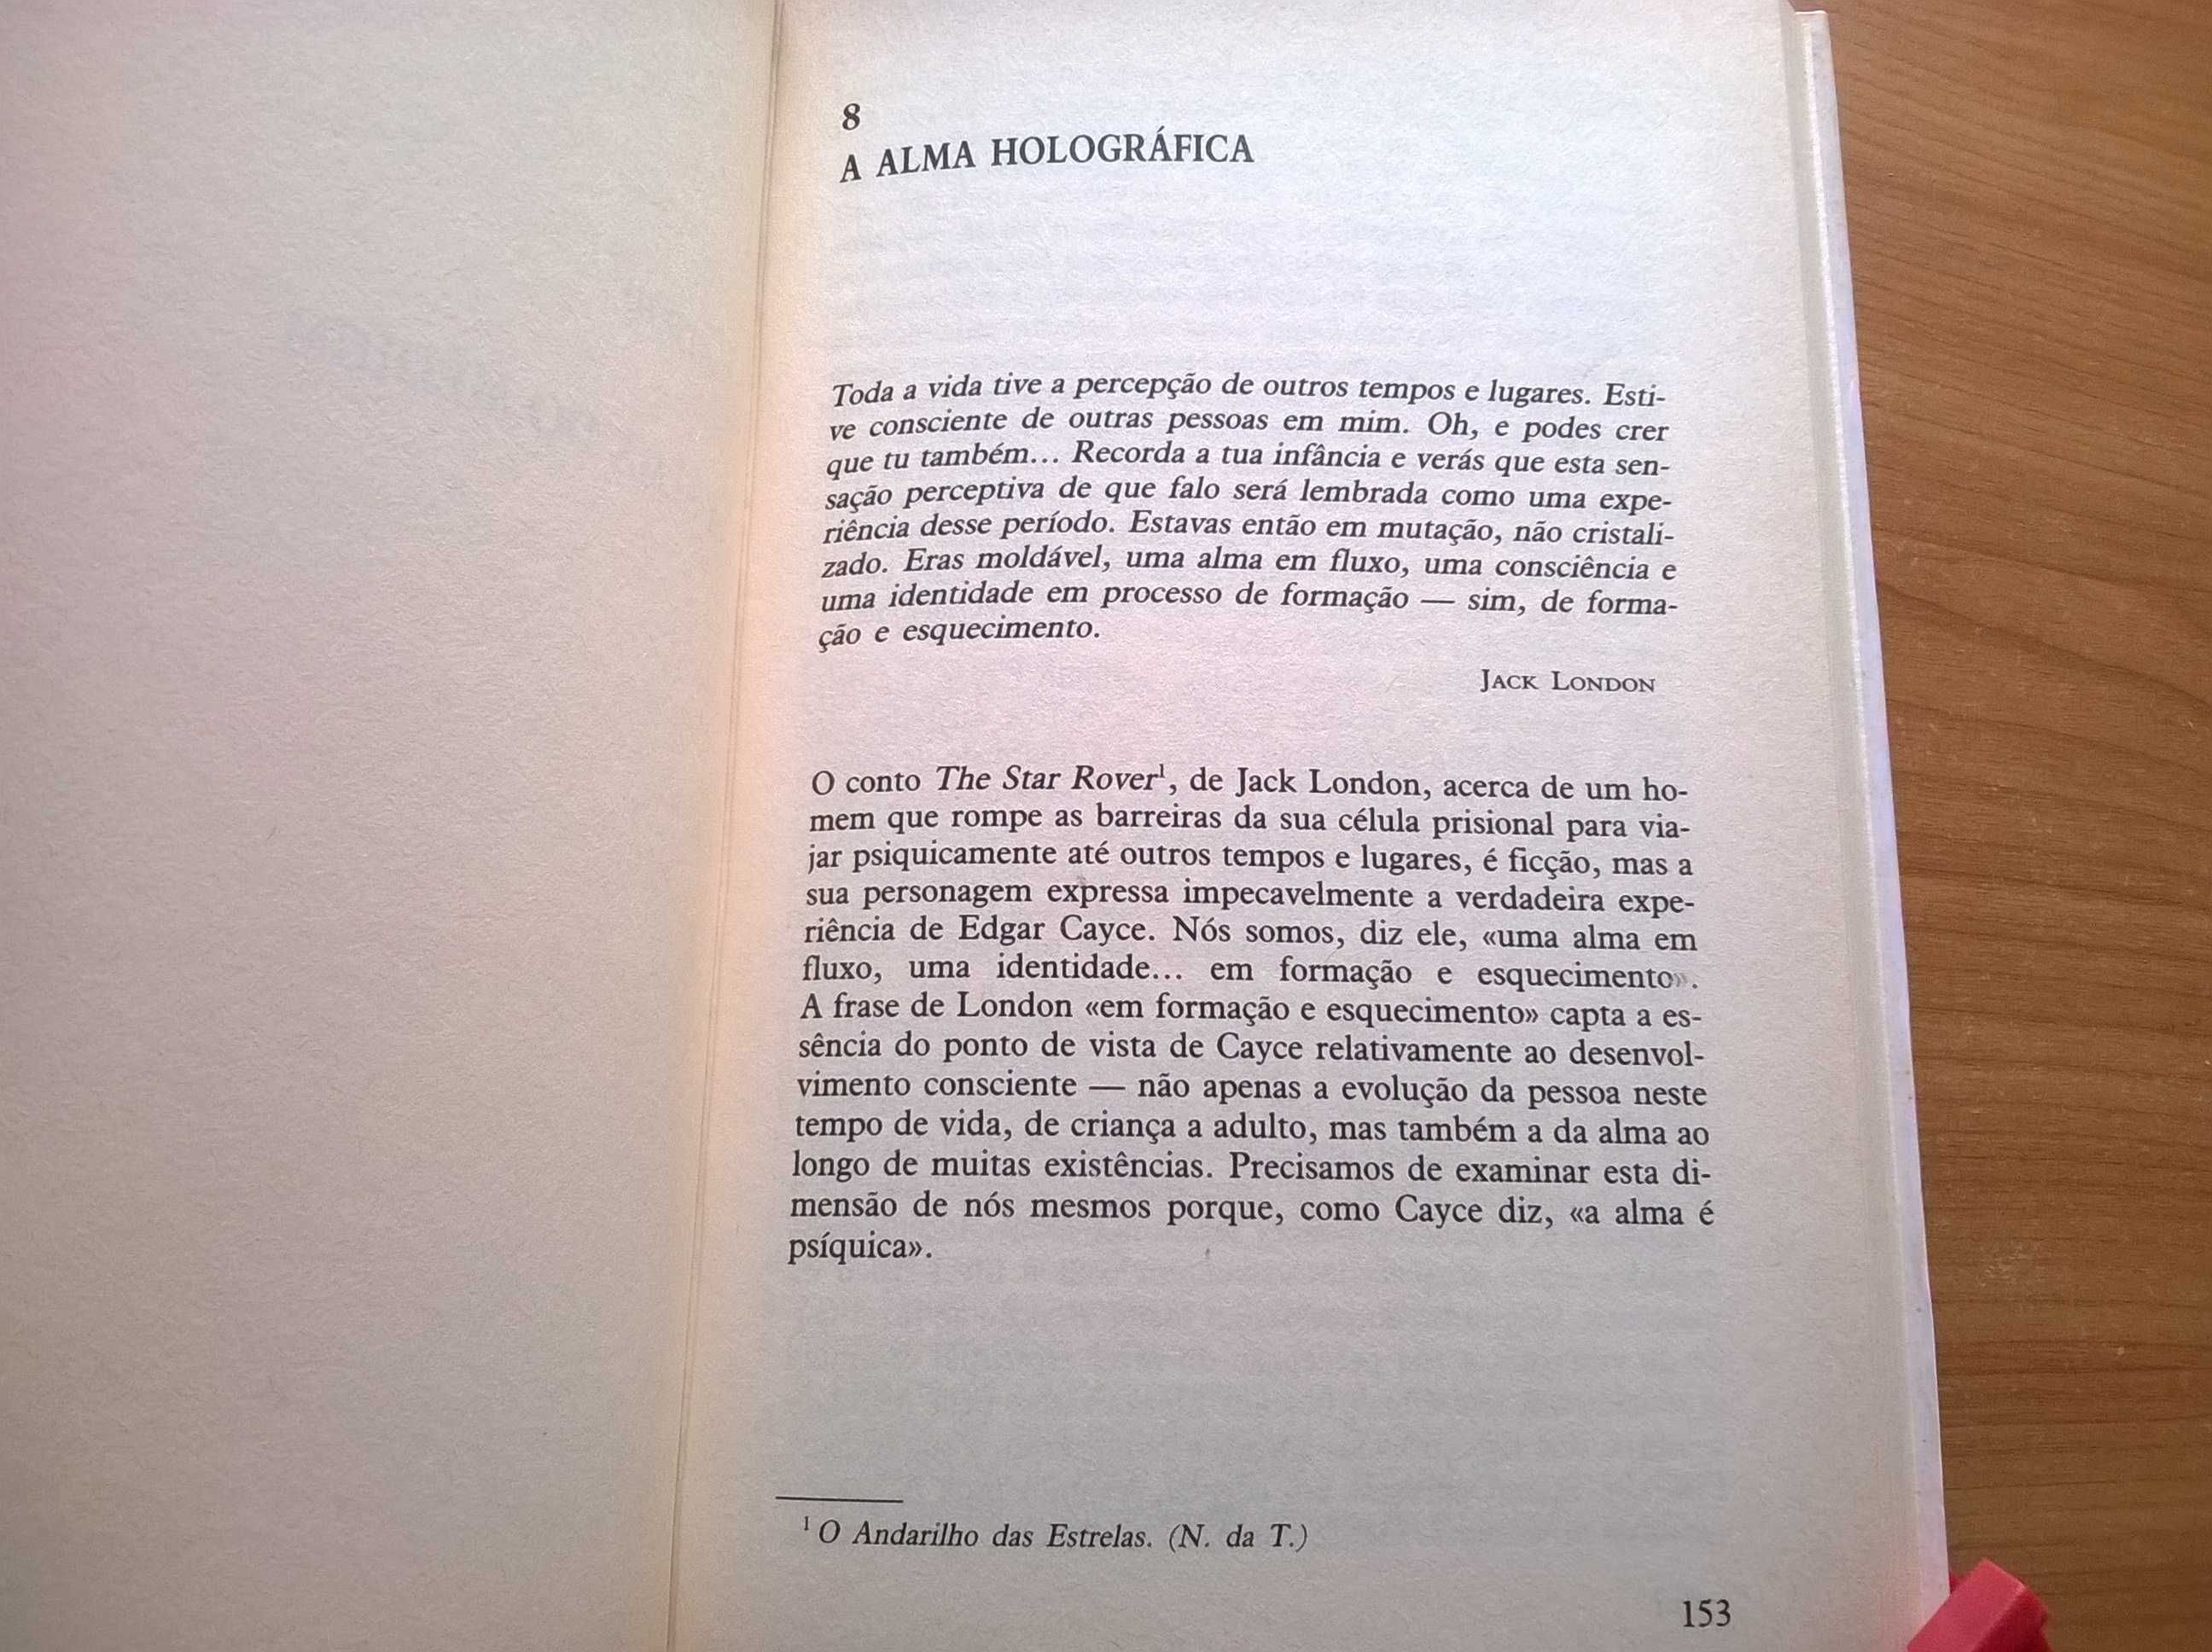 8
A ALMA HOLOGRÁFICA
Toda a vida tive a percepção de outros tempos e lugares. Esti-
ve consciente de outras pessoas em mim. Oh, e podes crer
que tu também... Recorda a tua infância e verás que esta sen-
sação perceptiva de que falo será lembrada como uma expe-
riência desse período. Estavas então em mutação, não cristali-
zado. Eras moldável, uma alma em fluxo, uma consciência e
uma identidade em processo de formação — sim, de forma-
ção e esquecimento.
JACK LONDON
O conto The Star Rover¹, de Jack London, acerca de um ho-
mem que rompe as barreiras da sua célula prisional para via-
jar psiquicamente até outros tempos e lugares, é ficção, mas a
sua personagem expressa impecavelmente a verdadeira expe-
riência de Edgar Cayce. Nós somos, diz ele, «uma alma em
fluxo, uma identidade... em formação e esquecimento».
A frase de London «em formação e esquecimento» capta a es-
sência do ponto de vista de Cayce relativamente ao desenvol-
vimento consciente — não apenas a evolução da pessoa neste
tempo de vida, de criança a adulto, mas também a da alma ao
longo de muitas existências. Precisamos de examinar esta di-
mensão de nós mesmos porque, como Cayce diz, «a alma é
psíquica».
¹ O Andarilho das Estrelas. (N. da T.)
153